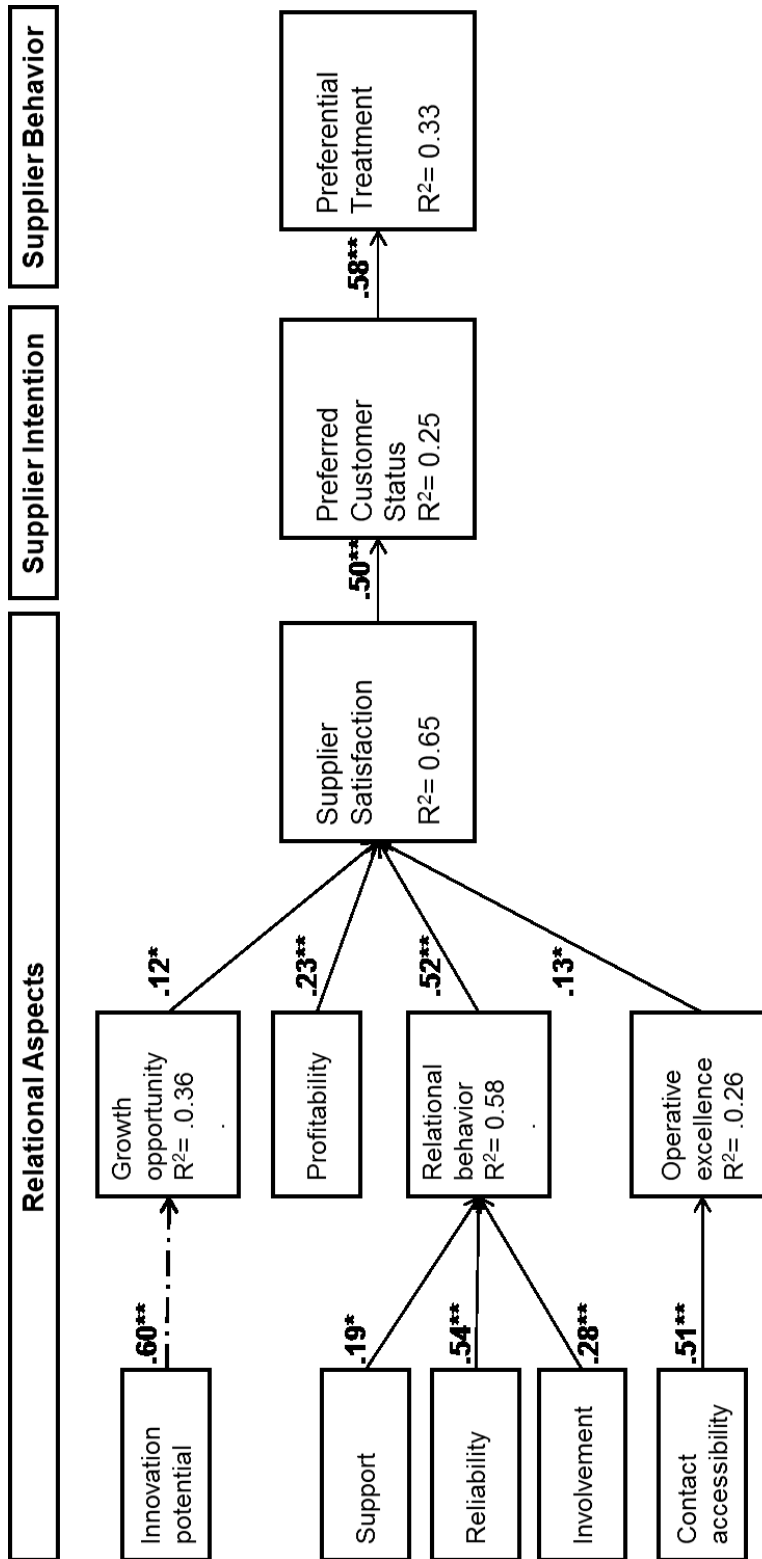 Relational Aspects
Supplier Intention
Supplier Behavior
Innovation
potential
.60**
Growth
opportunity
R²= .0.36
.
.12*
Profitability
.23**
Support
.19*
Reliability
.54**
Involvement
.28**
Relational
behavior
R²= 0.58
.
.52**
Contact
accessibility
.51**
Operative
excellence
R²= .0.26
.13*
Supplier
Satisfaction
R²= 0.65
.50**
Preferred
Customer
Status
R²= 0.25
.58**
Preferential
Treatment
R²= 0.33